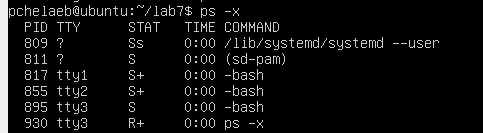 pchelaeb@ubuntu:~/lab7$ ps -x
PID TTY STAT TIME COMMAND
809 ? Ss 0:00 /lib/systemd/systemd --user
811 ? S 0:00 (sd-pam)
817 tty1 S+ 0:00 -bash
855 tty2 S+ 0:00 -bash
895 tty3 S 0:00 -bash
930 tty3 R+ 0:00 ps -x